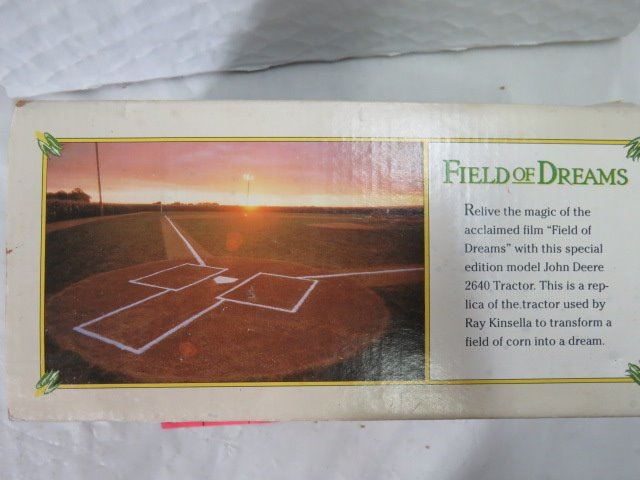 FIELD OF DREAMS
Relive the magic of the
acclaimed film "Field of
Dreams" with this special
edition model John Deere
2640 Tractor. This is a rep-
lica of the tractor used by
Ray Kinsella to transform a
field of corn into a dream.